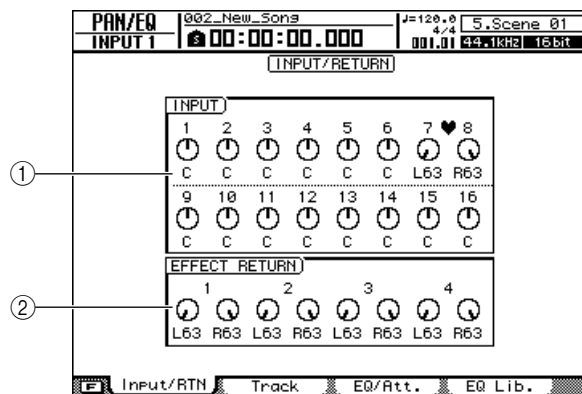 PAN/EQ 002_New_Song ♩=120.0 4/4 5.Scene 01
INPUT 1 S 00:00:00.000 001.01 44.1kHz 16bit
INPUT/RETURN
INPUT
1 2 3 4 5 6 7 ♥ 8
① C C C C C C L63 R63
9 10 11 12 13 14 15 16
C C C C C C C C
EFFECT RETURN
1 2 3 4
② L63 R63 L63 R63 L63 R63 L63 R63
F Input/RTN Track EQ/Att. EQ Lib.